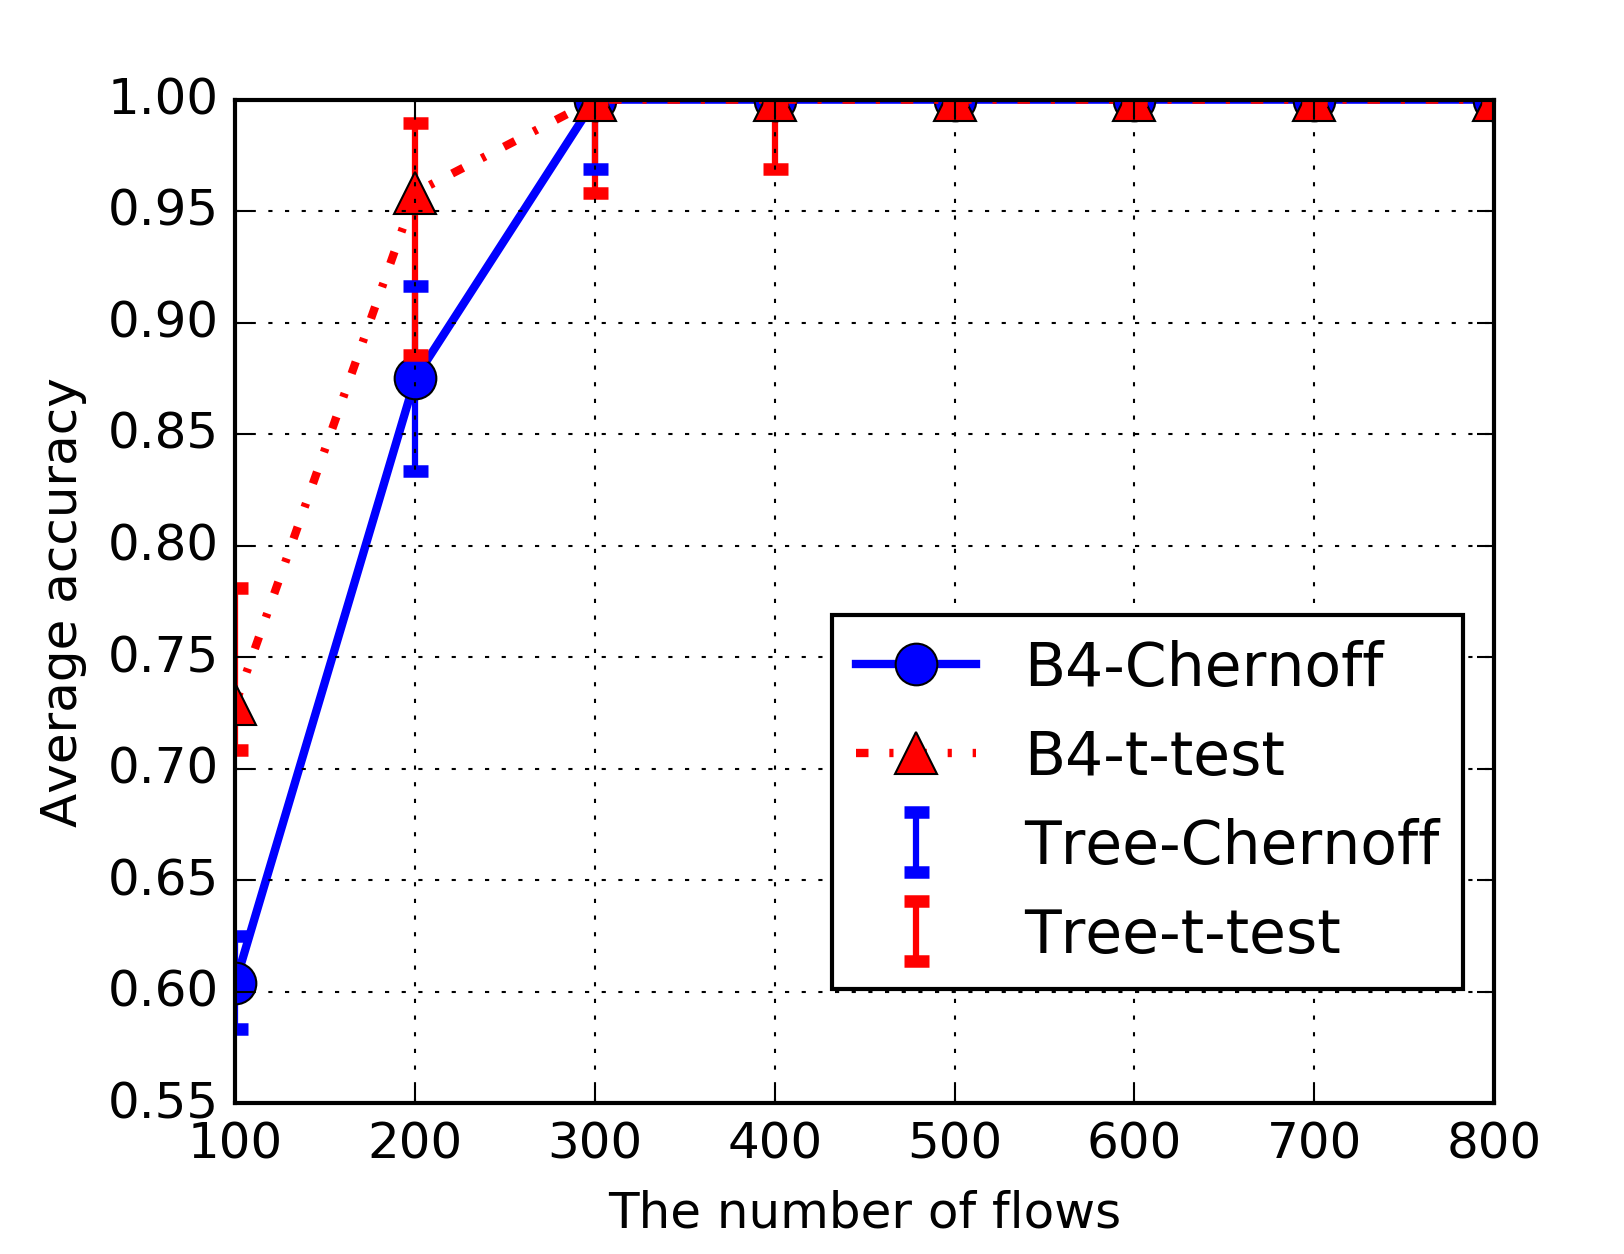 1.00
0.95
0.90
0.85
0.80
0.75
0.70
0.65
0.60
0.55
Average accuracy
B4-Chernoff
B4-t-test
Tree-Chernoff
Tree-t-test
100 200 300 400 500 600 700 800
The number of flows